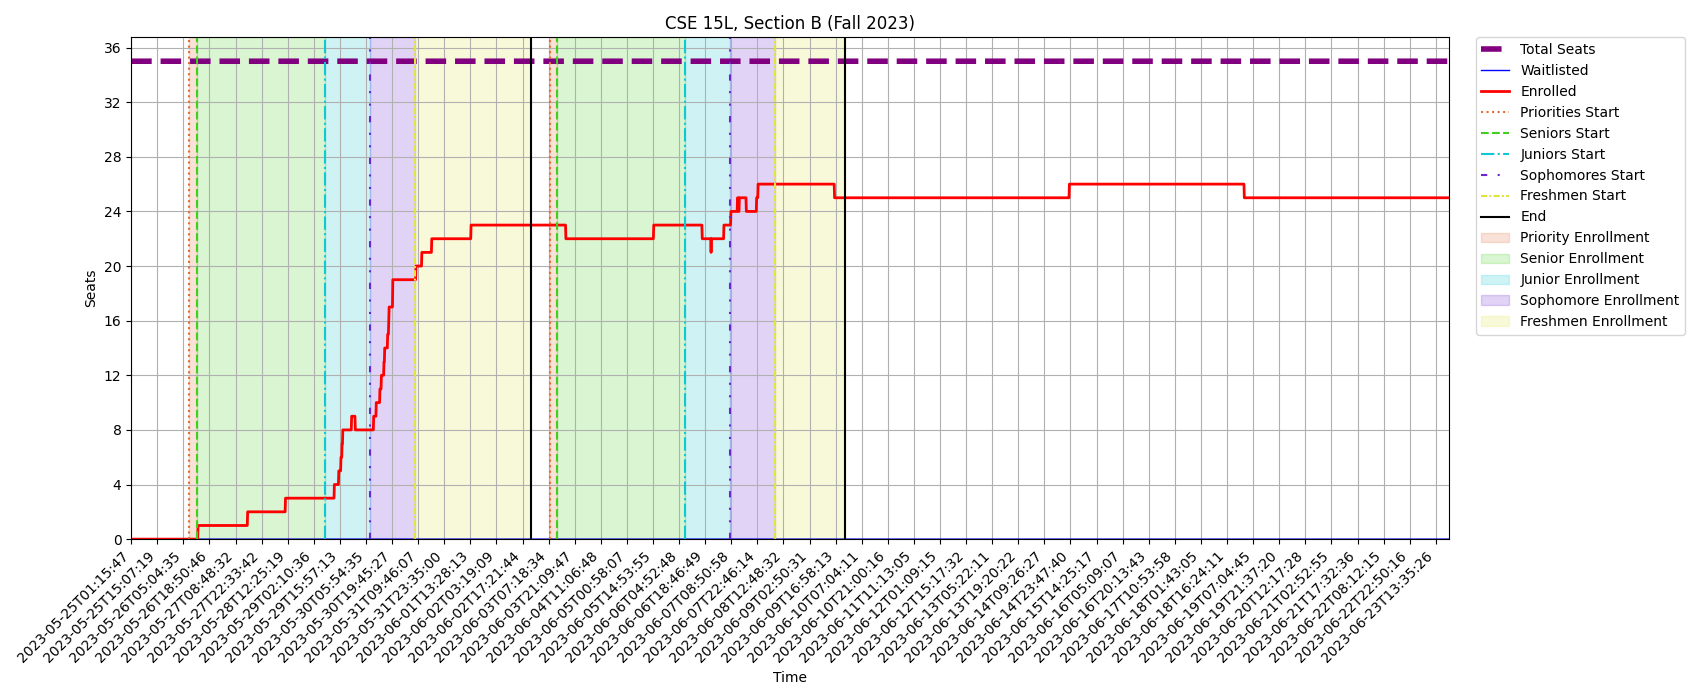 CSE 15L, Section B (Fall 2023)
36
32
28
24
20
16
12
8
4
0
Seats
2023-05-25T01:15:47
2023-05-25T15:07:19
2023-05-26T05:04:35
2023-05-26T18:50:46
2023-05-27T08:48:32
2023-05-27T22:33:42
2023-05-28T12:25:19
2023-05-29T02:10:36
2023-05-29T15:57:13
2023-05-30T05:54:35
2023-05-30T19:45:27
2023-05-31T09:46:07
2023-05-31T23:35:00
2023-06-01T13:28:13
2023-06-02T03:19:09
2023-06-02T17:21:44
2023-06-03T07:18:34
2023-06-03T21:09:47
2023-06-04T11:06:48
2023-06-05T00:58:07
2023-06-05T14:53:55
2023-06-06T04:52:48
2023-06-06T18:46:49
2023-06-07T08:50:58
2023-06-07T22:46:14
2023-06-08T12:48:32
2023-06-09T02:50:31
2023-06-09T16:58:13
2023-06-10T07:04:11
2023-06-10T21:00:16
2023-06-11T11:13:05
2023-06-12T01:09:15
2023-06-12T15:17:32
2023-06-13T05:22:11
2023-06-13T19:20:22
2023-06-14T09:26:27
2023-06-14T23:47:40
2023-06-15T14:25:17
2023-06-16T05:09:07
2023-06-16T20:13:43
2023-06-17T10:53:58
2023-06-18T01:43:05
2023-06-18T16:24:11
2023-06-19T07:04:45
2023-06-19T21:37:20
2023-06-20T12:17:28
2023-06-21T02:52:55
2023-06-21T17:32:36
2023-06-22T08:12:15
2023-06-22T22:50:16
2023-06-23T13:35:26
Time
Total Seats
Waitlisted
Enrolled
Priorities Start
Seniors Start
Juniors Start
Sophomores Start
Freshmen Start
End
Priority Enrollment
Senior Enrollment
Junior Enrollment
Sophomore Enrollment
Freshmen Enrollment